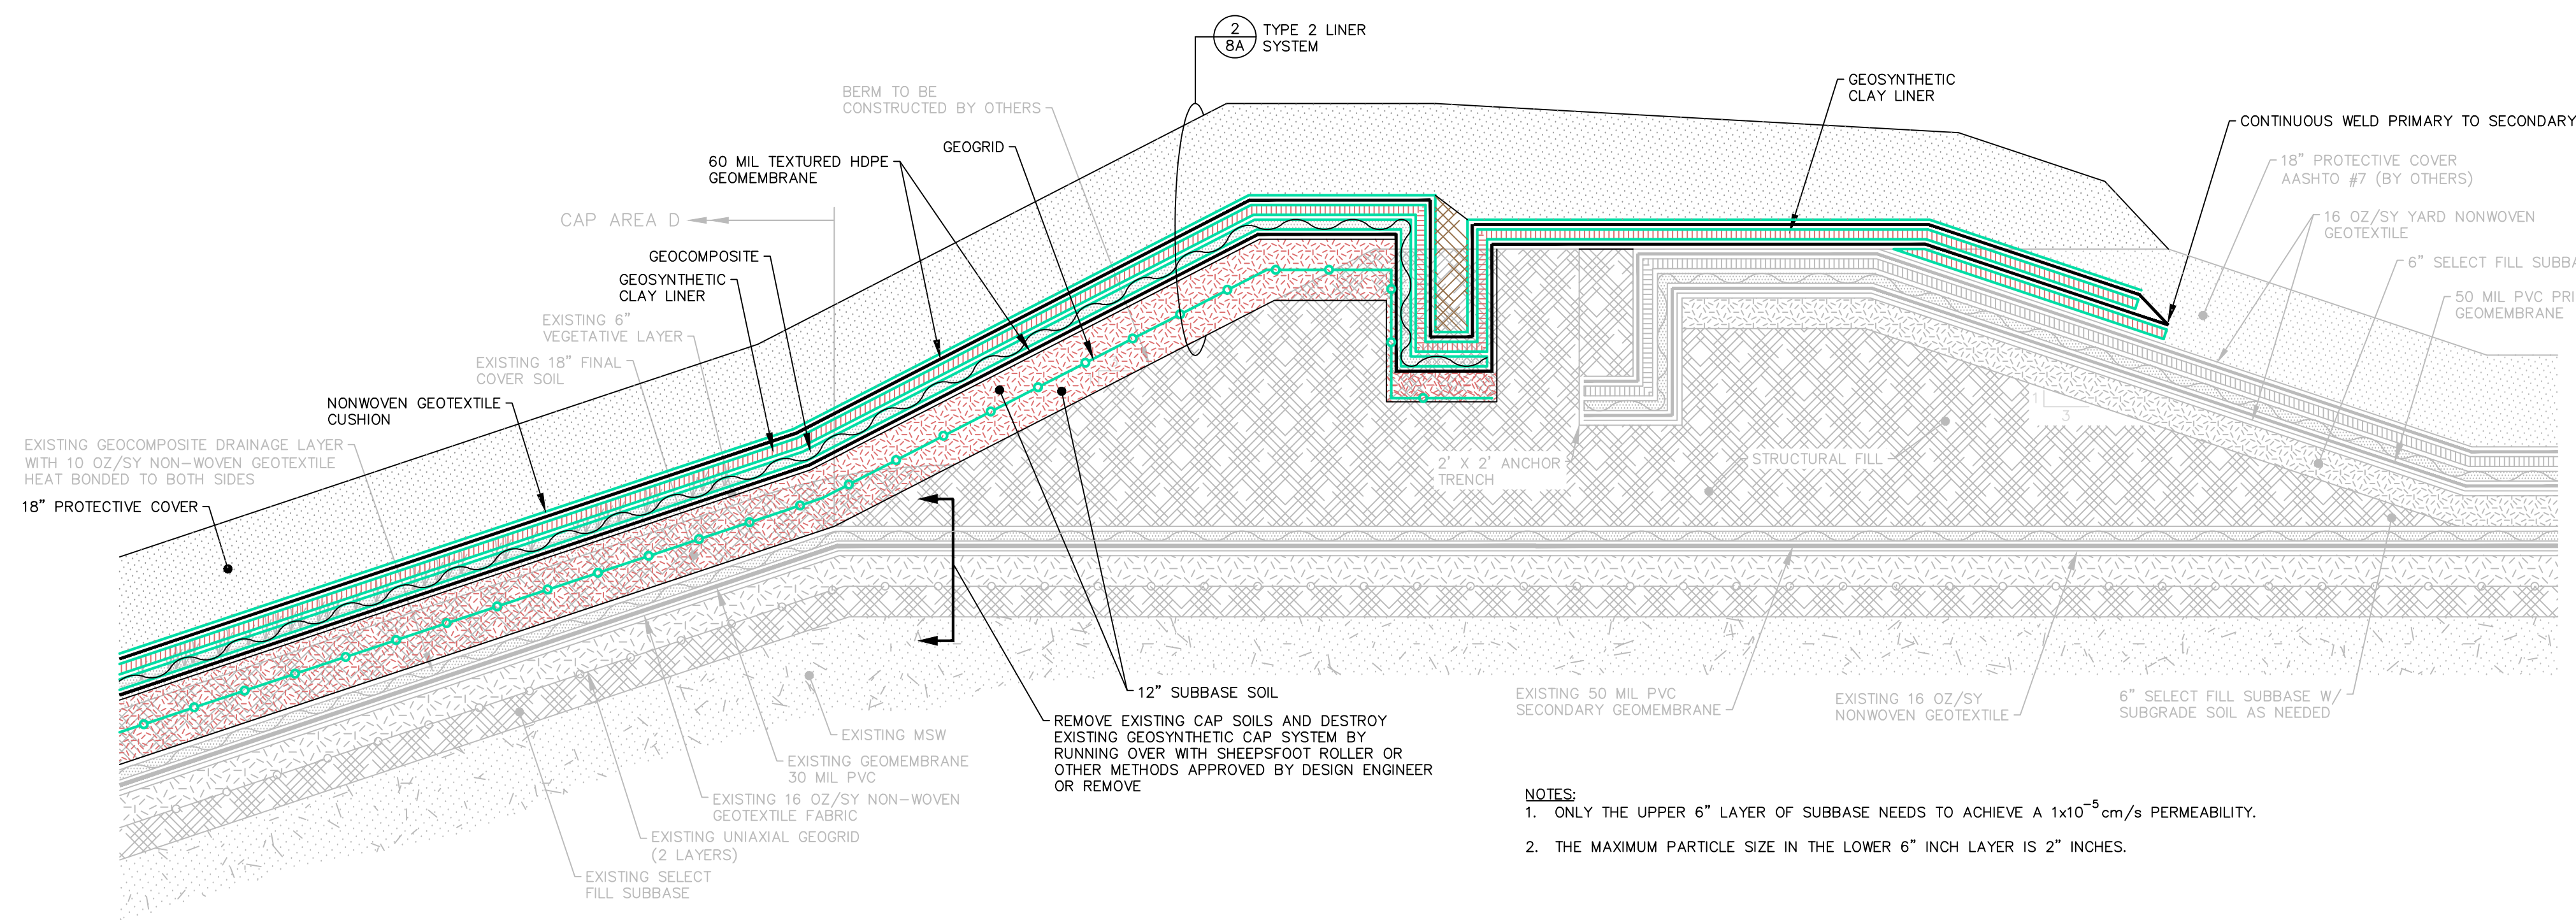 2
8A
TYPE 2 LINER
SYSTEM
BERM TO BE
CONSTRUCTED BY OTHERS
GEOSYNTHETIC
CLAY LINER
CONTINUOUS WELD PRIMARY TO SECONDARY
60 MIL TEXTURED HDPE
GEOMEMBRANE
GEOGRID
18" PROTECTIVE COVER
AASHTO #7 (BY OTHERS)
CAP AREA D
16 OZ/SY YARD NONWOVEN
GEOTEXTILE
GEOCOMPOSITE
GEOSYNTHETIC
CLAY LINER
6" SELECT FILL SUBBA
50 MIL PVC PRI
GEOMEMBRANE
EXISTING 6"
VEGETATIVE LAYER
EXISTING 18" FINAL
COVER SOIL
NONWOVEN GEOTEXTILE
CUSHION
1
3
EXISTING GEOCOMPOSITE DRAINAGE LAYER
WITH 10 OZ/SY NON-WOVEN GEOTEXTILE
HEAT BONDED TO BOTH SIDES
2' X 2' ANCHOR
TRENCH
STRUCTURAL FILL
18" PROTECTIVE COVER
12" SUBBASE SOIL
EXISTING 50 MIL PVC
SECONDARY GEOMEMBRANE
EXISTING 16 OZ/SY
NONWOVEN GEOTEXTILE
6" SELECT FILL SUBBASE W/
SUBGRADE SOIL AS NEEDED
REMOVE EXISTING CAP SOILS AND DESTROY
EXISTING GEOSYNTHETIC CAP SYSTEM BY
RUNNING OVER WITH SHEEPSFOOT ROLLER OR
OTHER METHODS APPROVED BY DESIGN ENGINEER
OR REMOVE
EXISTING MSW
EXISTING GEOMEMBRANE
30 MIL PVC
EXISTING 16 OZ/SY NON-WOVEN
GEOTEXTILE FABRIC
EXISTING UNIAXIAL GEOGRID
(2 LAYERS)
EXISTING SELECT
FILL SUBBASE
NOTES:
1. ONLY THE UPPER 6" LAYER OF SUBBASE NEEDS TO ACHIEVE A 1x10⁻⁵cm/s PERMEABILITY.
2. THE MAXIMUM PARTICLE SIZE IN THE LOWER 6" INCH LAYER IS 2" INCHES.